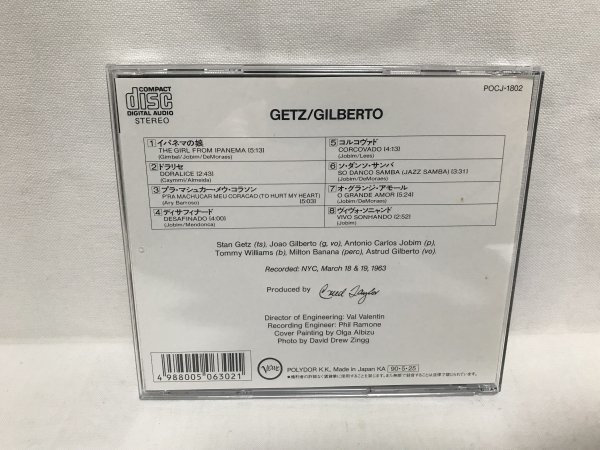 COMPACT
disc
DIGITAL AUDIO
STEREO
POCJ-1802
GETZ/GILBERTO
1 イパネマの娘
THE GIRL FROM IPANEMA (5:13)
(Gimbel/Jobim/DeMoraes)
2 ドラリセ
DORALICE (2:43)
(Caymmi/Almeida)
3 プラ・マシュカー・メウ・コラソン
P'RA MACHUCAR MEU CORACAO (TO HURT MY HEART)
(Ary Barroso) (5:03)
4 ディサフィナード
DESAFINADO (4:00)
(Jobim/Mendonca)
5 コルコヴァド
CORCOVADO (4:13)
(Jobim/Lees)
6 ソ・ダンソ・サンバ
SO DANCO SAMBA (JAZZ SAMBA) (3:31)
(Jobim/DeMoraes)
7 オ・グランジ・アモール
O GRANDE AMOR (5:24)
(Jobim/DeMoraes)
8 ヴィヴォ・ソニャンド
VIVO SONHANDO (2:52)
(Jobim)
Stan Getz (ts), Joao Gilberto (g, vo), Antonio Carlos Jobim (p),
Tommy Williams (b), Milton Banana (perc), Astrud Gilberto (vo).
Recorded: NYC, March 18 & 19, 1963
Produced by Creed Taylor
Director of Engineering: Val Valentin
Recording Engineer: Phil Ramone
Cover Painting by Olga Albizu
Photo by David Drew Zingg
4 988005 063021
Verve
POLYDOR K.K., Made in Japan KA 90・5・25